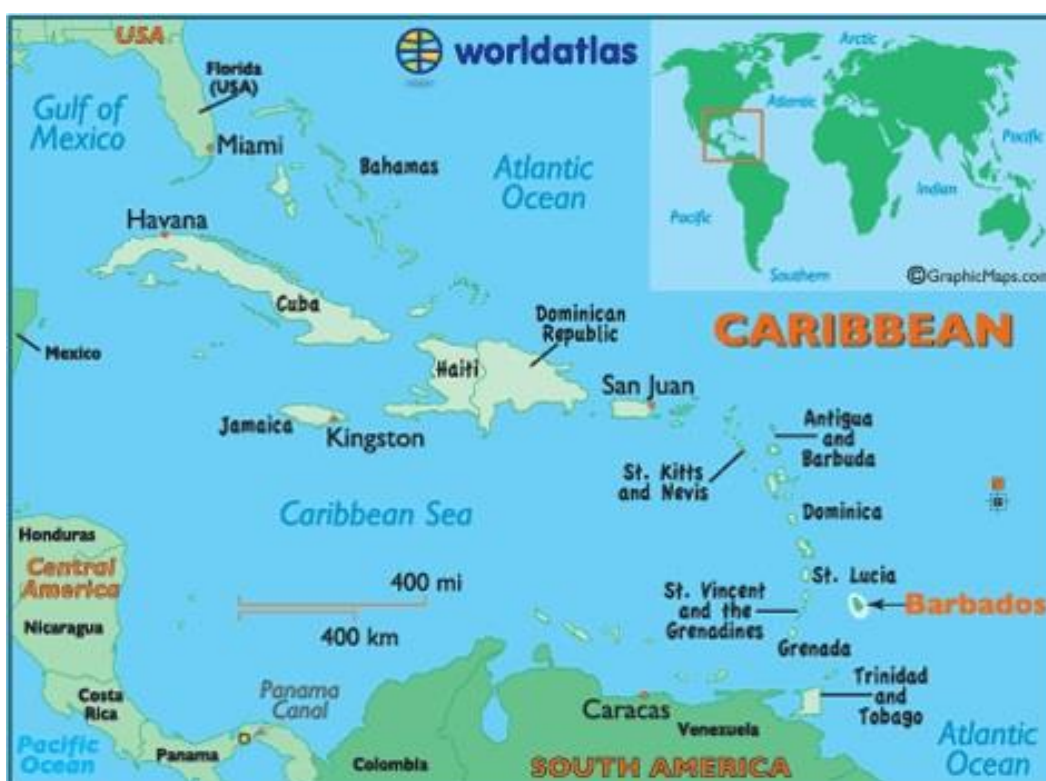 USA
worldatlas
Arctic
Florida
(USA)
Gulf of
Mexico
Atlantic
Pacific
Miami
Bahamas
Atlantic
Ocean
Indian
Havana
Pacific
Southern
©GraphicMaps.com
Cuba
Dominican
Republic
CARIBBEAN
Mexico
Haiti
San Juan
Jamaica
Kingston
Antigua
and
Barbuda
St. Kitts
and Nevis
Caribbean Sea
Dominica
Honduras
Central
America
400 mi
St. Lucia
St. Vincent
and the
Grenadines
Barbados
Nicaragua
400 km
Grenada
Trinidad
and
Tobago
Costa
Rica
Panama
Canal
Caracas
Venezuela
Pacific
Ocean
Panama
Colombia
SOUTH AMERICA
Atlantic
Ocean